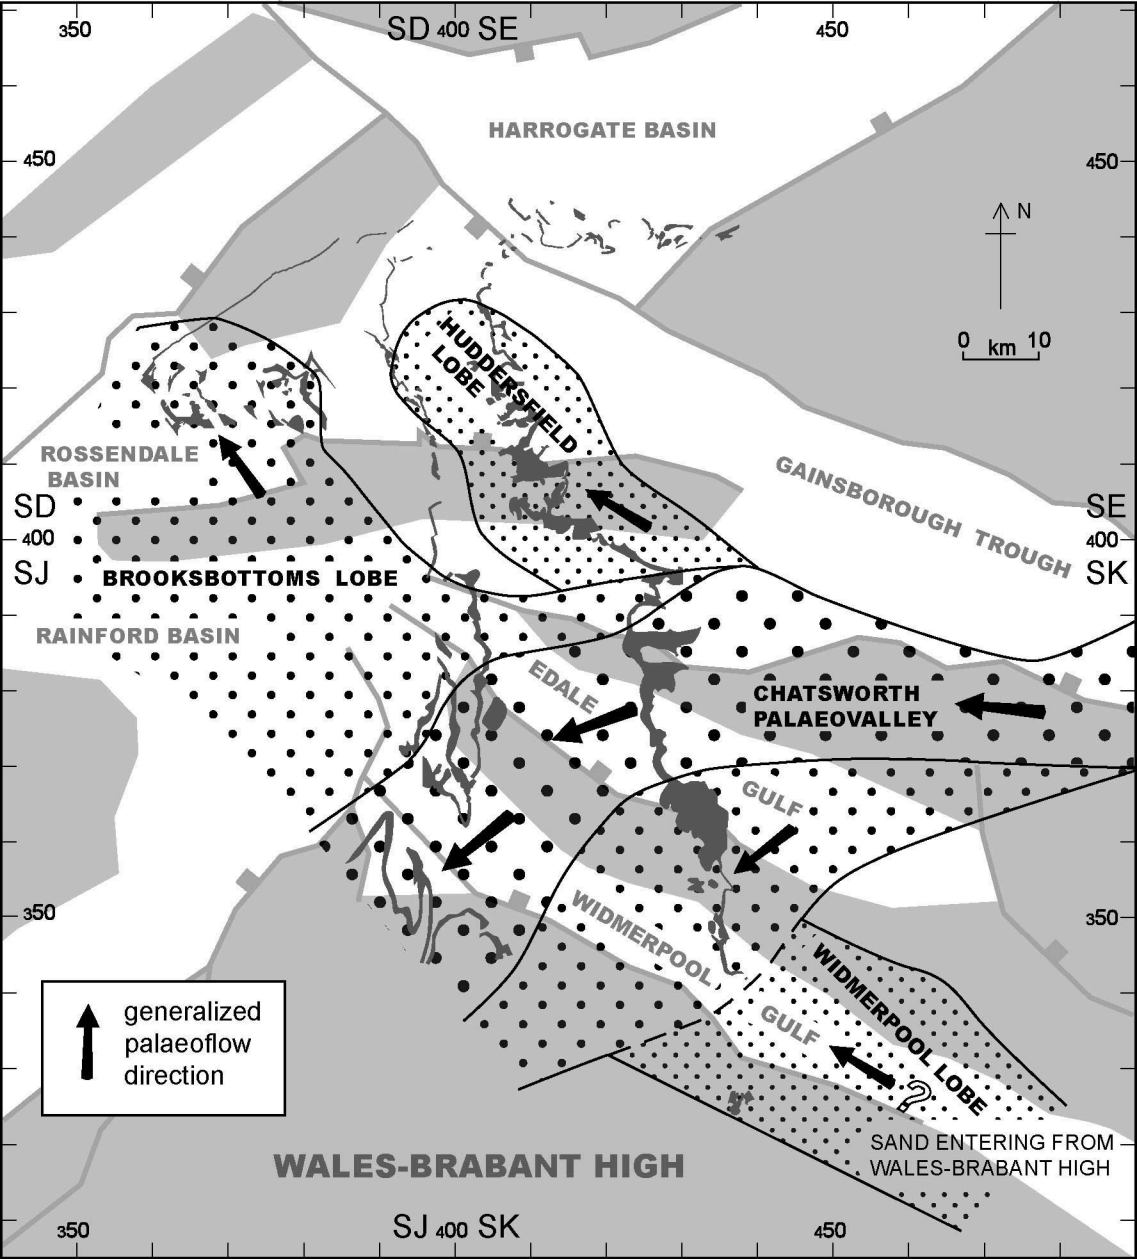 350
SD 400 SE
450
HARROGATE BASIN
450
450
N
0 km 10
HUDDERSFIELD
LOBE
ROSSENDALE
BASIN
GAINSBOROUGH TROUGH
SD
400
SJ
SE
400
SK
BROOKSBOTTOMS LOBE
RAINFORD BASIN
EDALE
CHATSWORTH
PALAEOVALLEY
GULF
350
350
WIDMERPOOL
WIDMERPOOL LOBE
GULF
?
generalized
palaeoflow
direction
SAND ENTERING FROM
WALES-BRABANT HIGH
WALES-BRABANT HIGH
350
SJ 400 SK
450